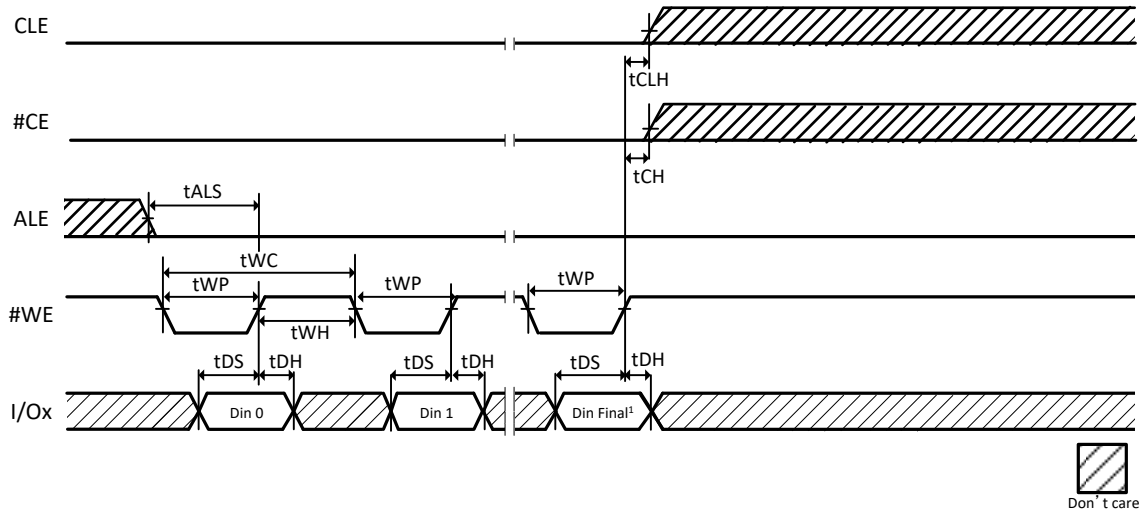 CLE
tCLH
#CE
tCH
tALS
ALE
tWC
tWP tWP tWP
#WE
tWH
tDS tDH tDS tDH tDS tDH
I/Ox Din 0 Din 1 Din Final¹
Don't care